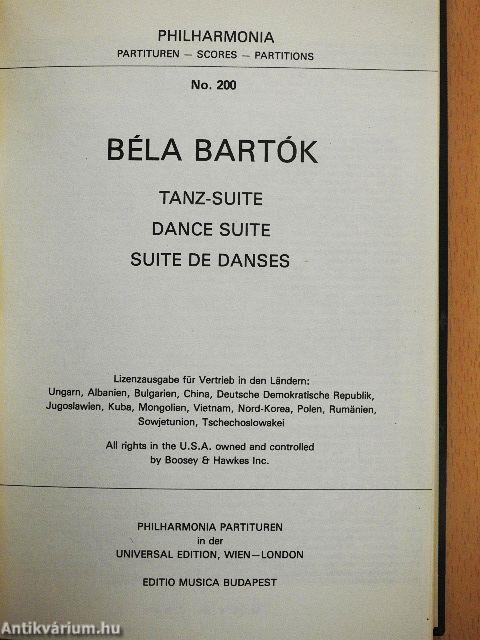 PHILHARMONIA
PARTITUREN — SCORES — PARTITIONS
No. 200
BÉLA BARTÓK
TANZ-SUITE
DANCE SUITE
SUITE DE DANSES
Lizenzausgabe für Vertrieb in den Ländern:
Ungarn, Albanien, Bulgarien, China, Deutsche Demokratische Republik,
Jugoslawien, Kuba, Mongolien, Vietnam, Nord-Korea, Polen, Rumänien,
Sowjetunion, Tschechoslowakei
All rights in the U.S.A. owned and controlled
by Boosey & Hawkes Inc.
PHILHARMONIA PARTITUREN
in der
UNIVERSAL EDITION, WIEN—LONDON
EDITIO MUSICA BUDAPEST
Antikvárium.hu